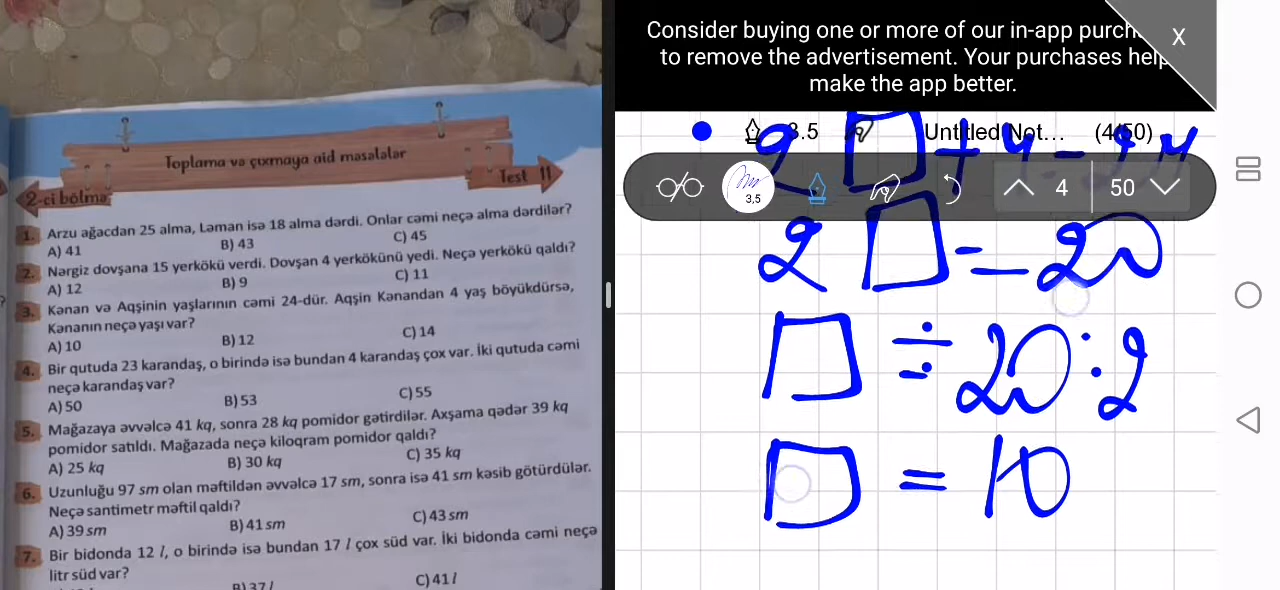 Toplama və çıxmaya aid məsələlər
Test 11
2-ci bölmə
1. Arzu ağacdan 25 alma, Ləman isə 18 alma dərdi. Onlar cəmi neçə alma dərdilər?
A) 41 B) 43 C) 45
2. Nərgiz dovşana 15 yerkökü verdi. Dovşan 4 yerkökünü yedi. Neçə yerkökü qaldı?
A) 12 B) 9 C) 11
3. Kənan və Aqşinin yaşlarının cəmi 24-dür. Aqşin Kənandan 4 yaş böyükdürsə,
Kənanın neçə yaşı var?
A) 10 B) 12 C) 14
4. Bir qutuda 23 karandaş, o birində isə bundan 4 karandaş çox var. İki qutuda cəmi
neçə karandaş var?
A) 50 B) 53 C) 55
5. Mağazaya əvvəlcə 41 kq, sonra 28 kq pomidor gətirdilər. Axşama qədər 39 kq
pomidor satıldı. Mağazada neçə kiloqram pomidor qaldı?
A) 25 kq B) 30 kq C) 35 kq
6. Uzunluğu 97 sm olan məftildən əvvəlcə 17 sm, sonra isə 41 sm kəsib götürdülər.
Neçə santimetr məftil qaldı?
A) 39 sm B) 41 sm C) 43 sm
7. Bir bidonda 12 l, o birində isə bundan 17 l çox süd var. İki bidonda cəmi neçə
litr süd var?
B) 37 l C) 41 l
Consider buying one or more of our in-app purch
to remove the advertisement. Your purchases help
make the app better.
X
3.5 Untitled Not... (4/50)
3,5 4 50
2 □ = 20
□ = 20 : 2
□ = 10